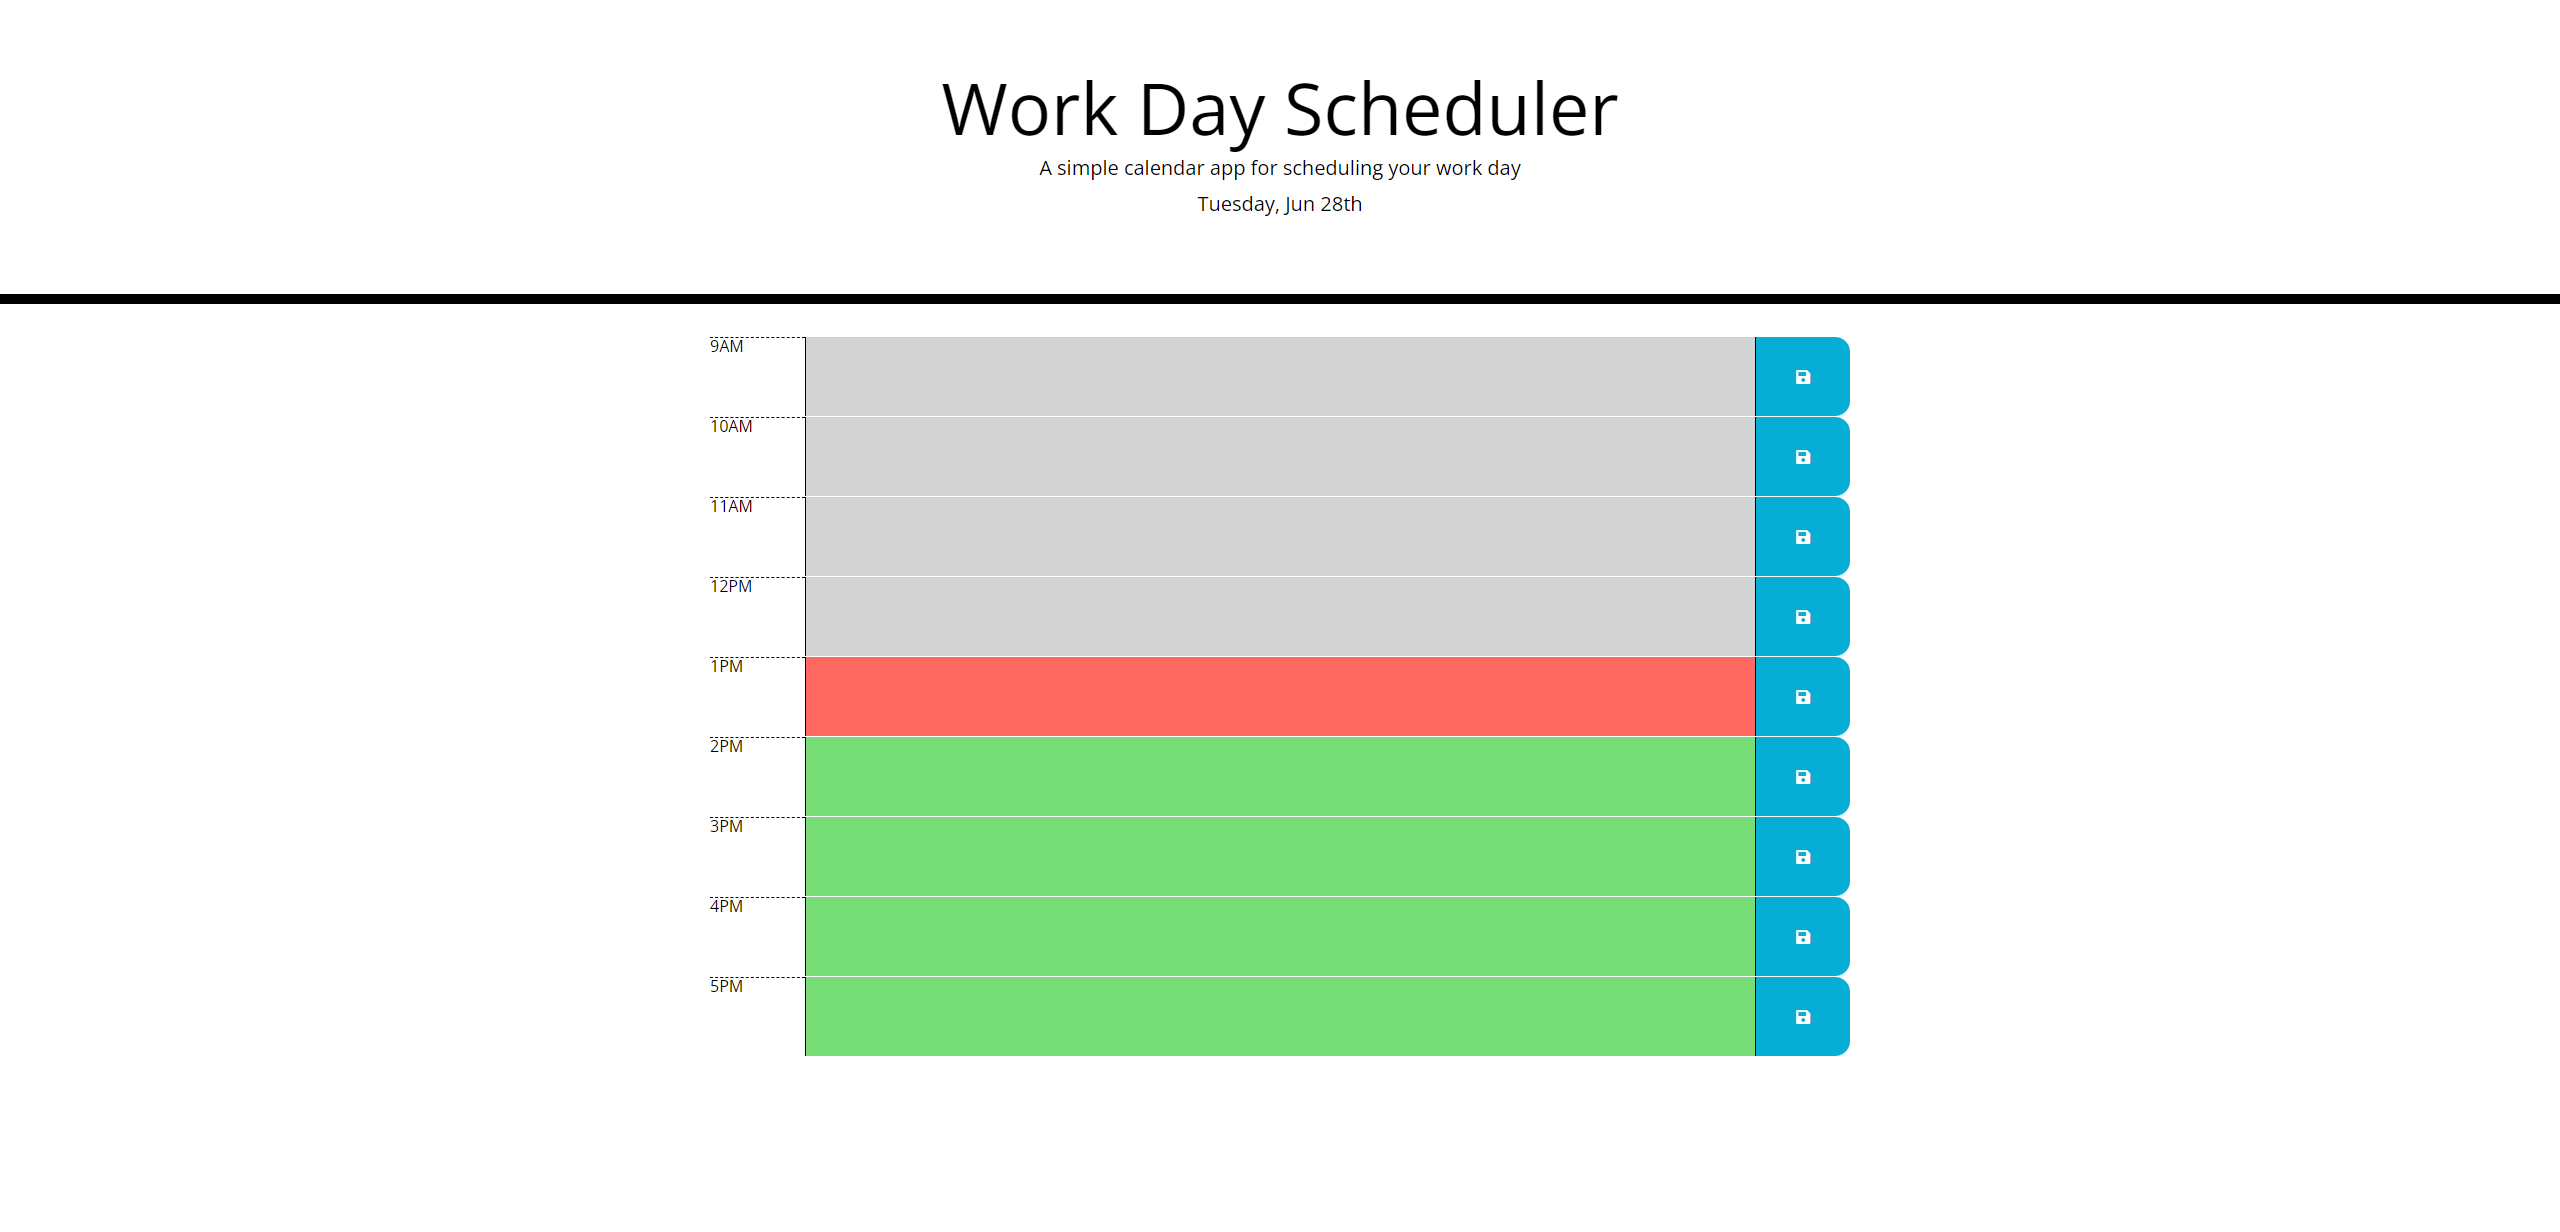 Work Day Scheduler
A simple calendar app for scheduling your work day
Tuesday, Jun 28th
9AM
10AM
11AM
12PM
1PM
2PM
3PM
4PM
5PM